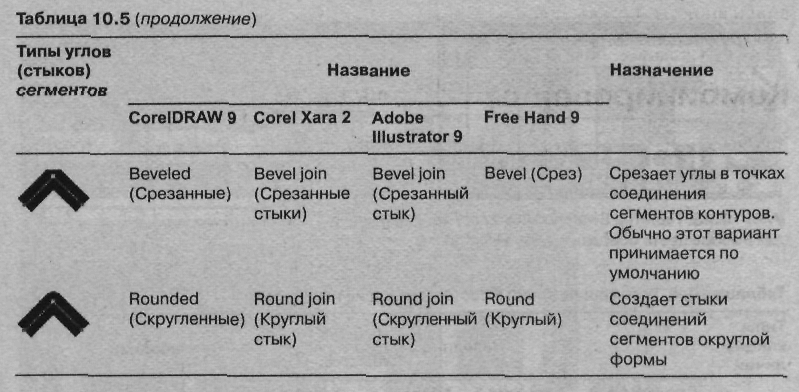 Таблица 10.5 (продолжение)
Типы углов
(стыков)
сегментов
Название
Назначение
CorelDRAW 9 Corel Xara 2 Adobe Illustrator 9 Free Hand 9
Beveled
(Срезанные)
Bevel join
(Срезанные
стыки)
Bevel join
(Срезанный
стык)
Bevel (Срез)
Срезает углы в точках
соединения
сегментов контуров.
Обычно этот вариант
принимается по
умолчанию
Rounded
(Скругленные)
Round join
(Круглый
стык)
Round join
(Скругленный
стык)
Round
(Круглый)
Создает стыки
соединений
сегментов округлой
формы